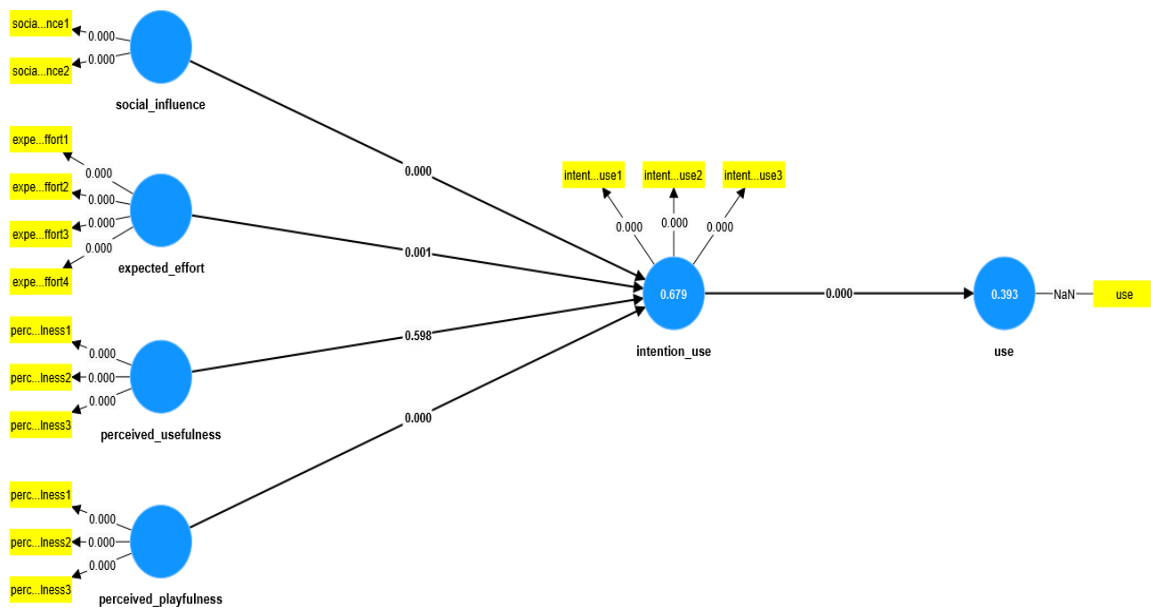 socia...nce1
0.000
0.000
socia...nce2
social_influence
expe...ffort1
0.000
expe...ffort2
0.000
0.000
expe...ffort3
0.000
expe...ffort4
expected_effort
perc...lness1
0.000
perc...lness2
0.000
0.000
perc...lness3
perceived_usefulness
perc...lness1
0.000
perc...lness2
0.000
0.000
perc...lness3
perceived_playfulness
0.000
0.001
0.598
0.000
intent...use1
intent...use2
intent...use3
0.000
0.000
0.000
0.679
intention_use
0.000
0.393
use
NaN
use